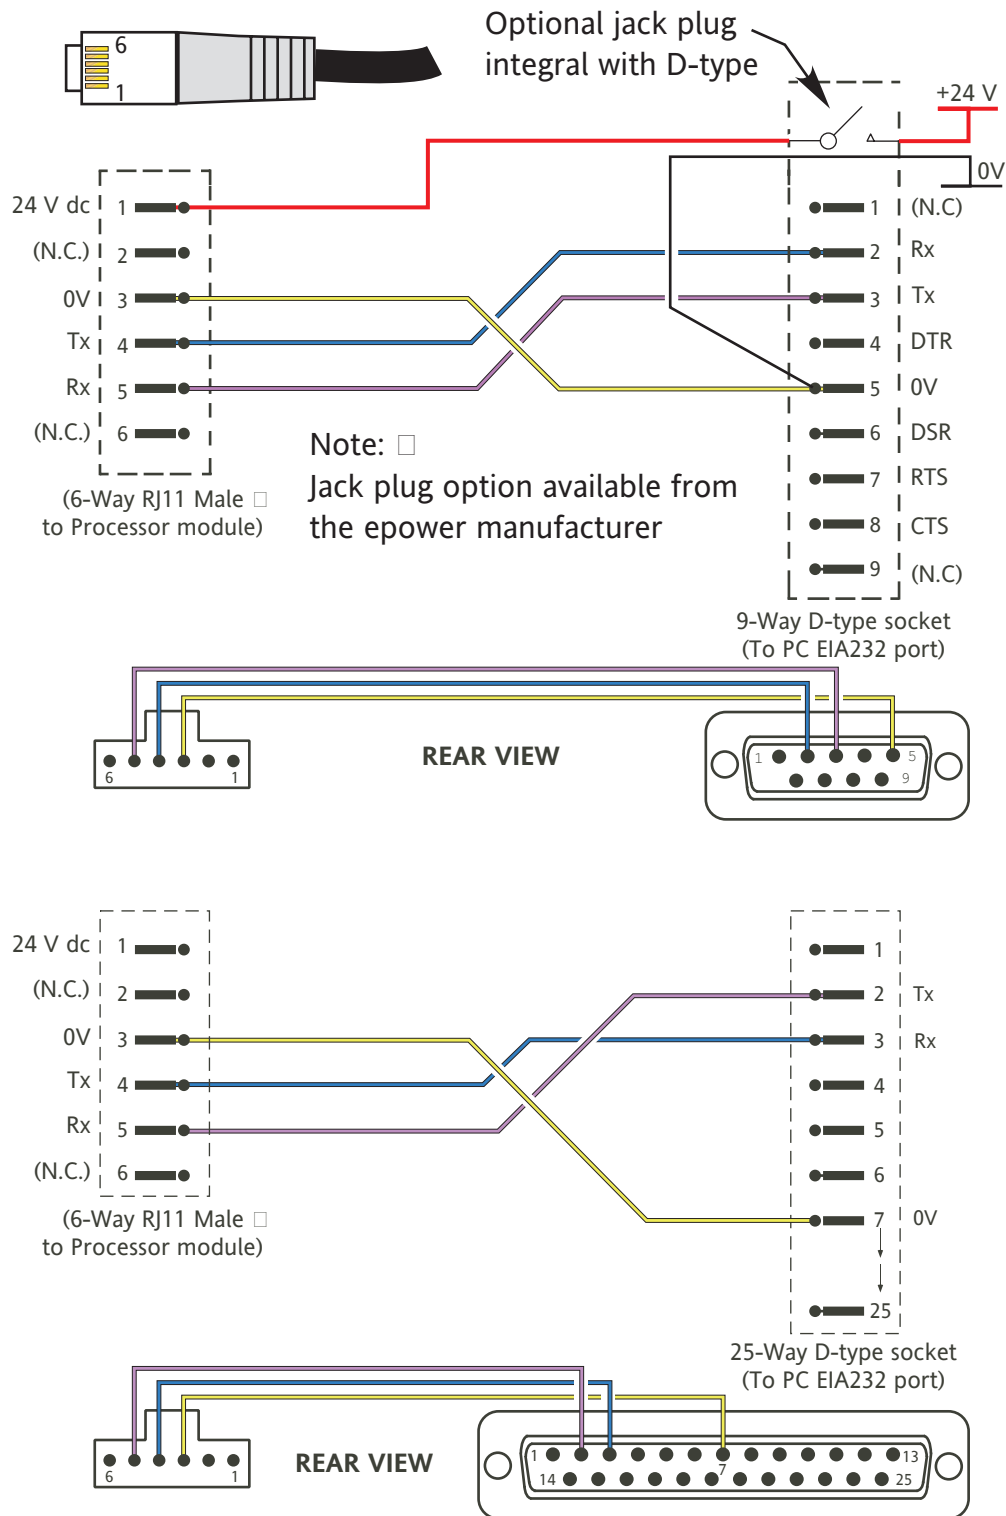 6
1
Optional jack plug
integral with D-type
+24 V
0V
24 V dc 1
(N.C.) 2
0V 3
Tx 4
Rx 5
(N.C.) 6
(6-Way RJ11 Male □
to Processor module)
Note: □
Jack plug option available from
the epower manufacturer
1 (N.C)
2 Rx
3 Tx
4 DTR
5 0V
6 DSR
7 RTS
8 CTS
9 (N.C)
9-Way D-type socket
(To PC EIA232 port)
6 1
REAR VIEW
1 5
9
24 V dc 1
(N.C.) 2
0V 3
Tx 4
Rx 5
(N.C.) 6
(6-Way RJ11 Male □
to Processor module)
1
2 Tx
3 Rx
4
5
6
7 0V
25
25-Way D-type socket
(To PC EIA232 port)
6 1
REAR VIEW
1 7 13
14 25